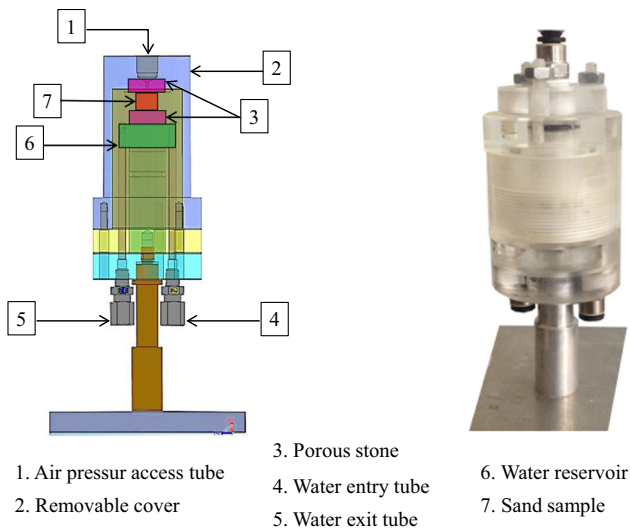 1
2
7
3
6
5
4
1. Air pressur access tube
2. Removable cover
3. Porous stone
4. Water entry tube
5. Water exit tube
6. Water reservoir
7. Sand sample